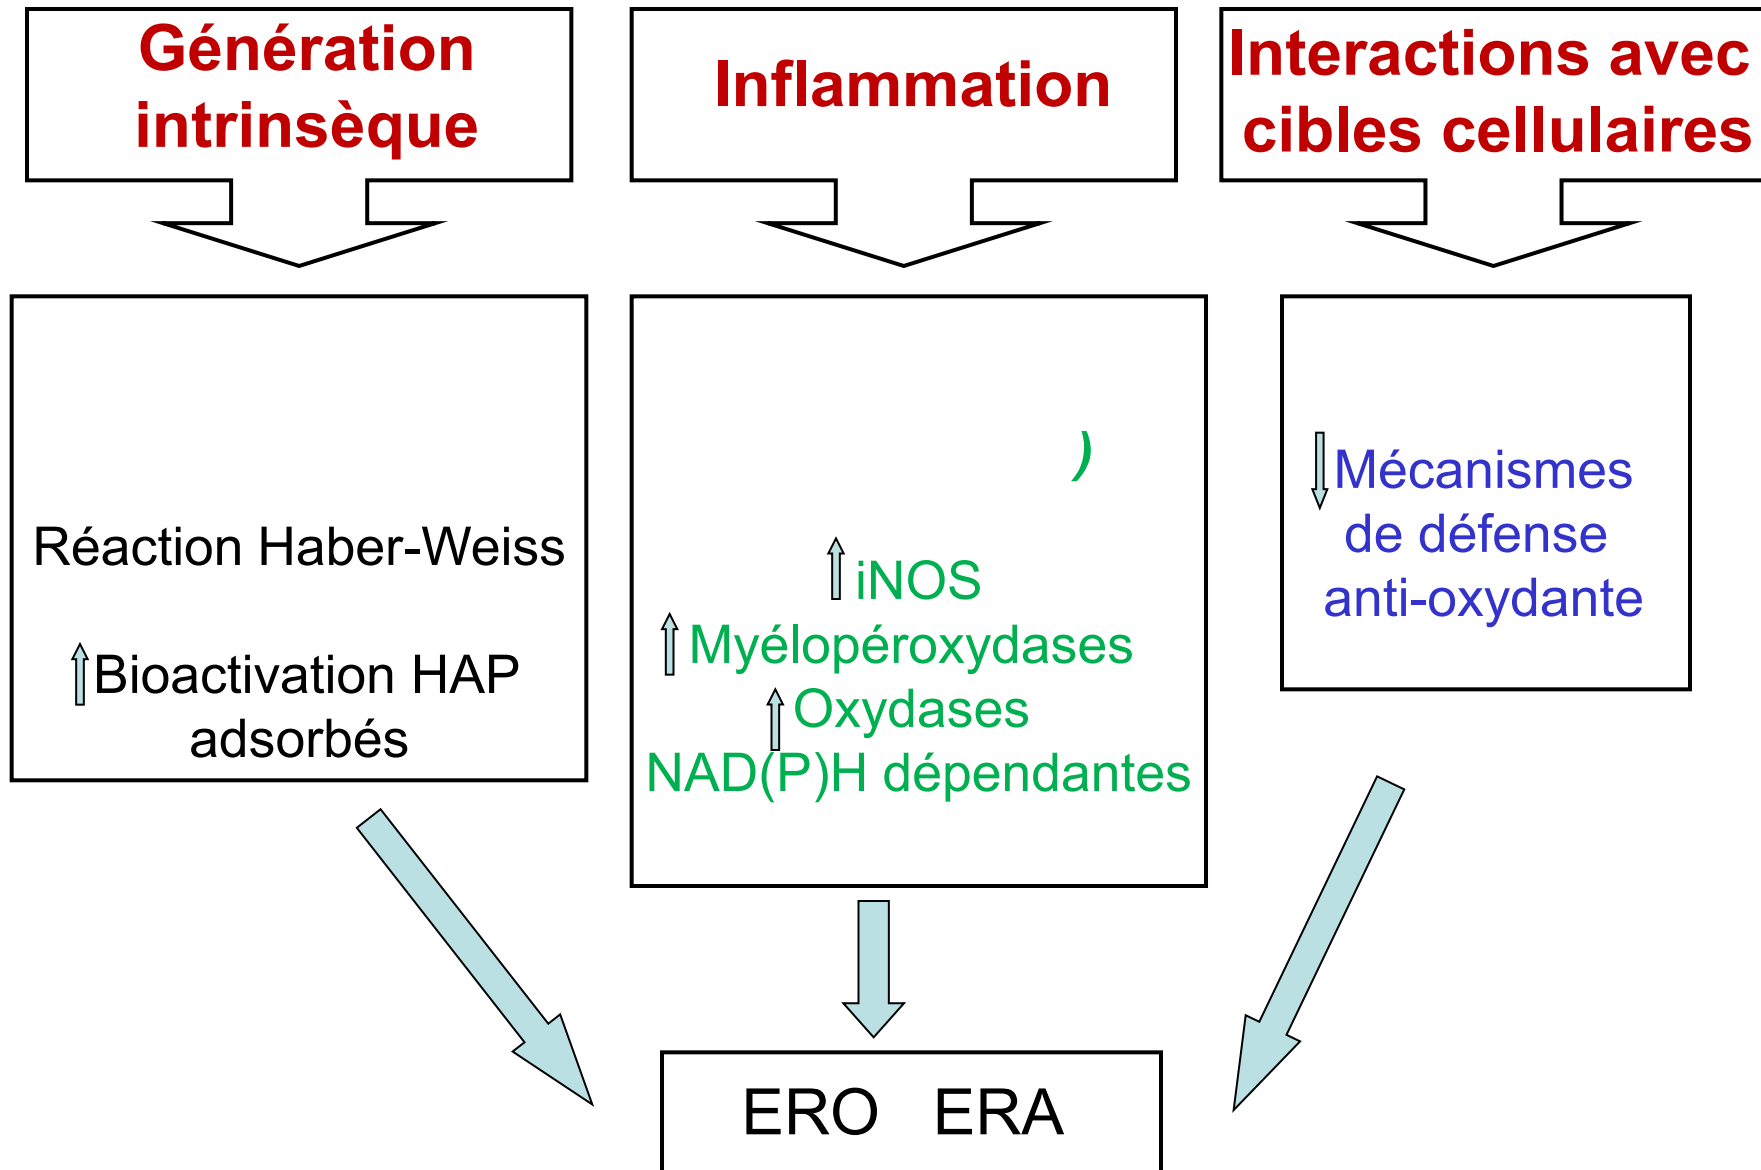 Génération
intrinsèque
Inflammation
Interactions avec
cibles cellulaires
Réaction Haber-Weiss
Bioactivation HAP
adsorbés
)
iNOS
Myélopéroxydases
Oxydases
NAD(P)H dépendantes
Mécanismes
de défense
anti-oxydante
ERO ERA